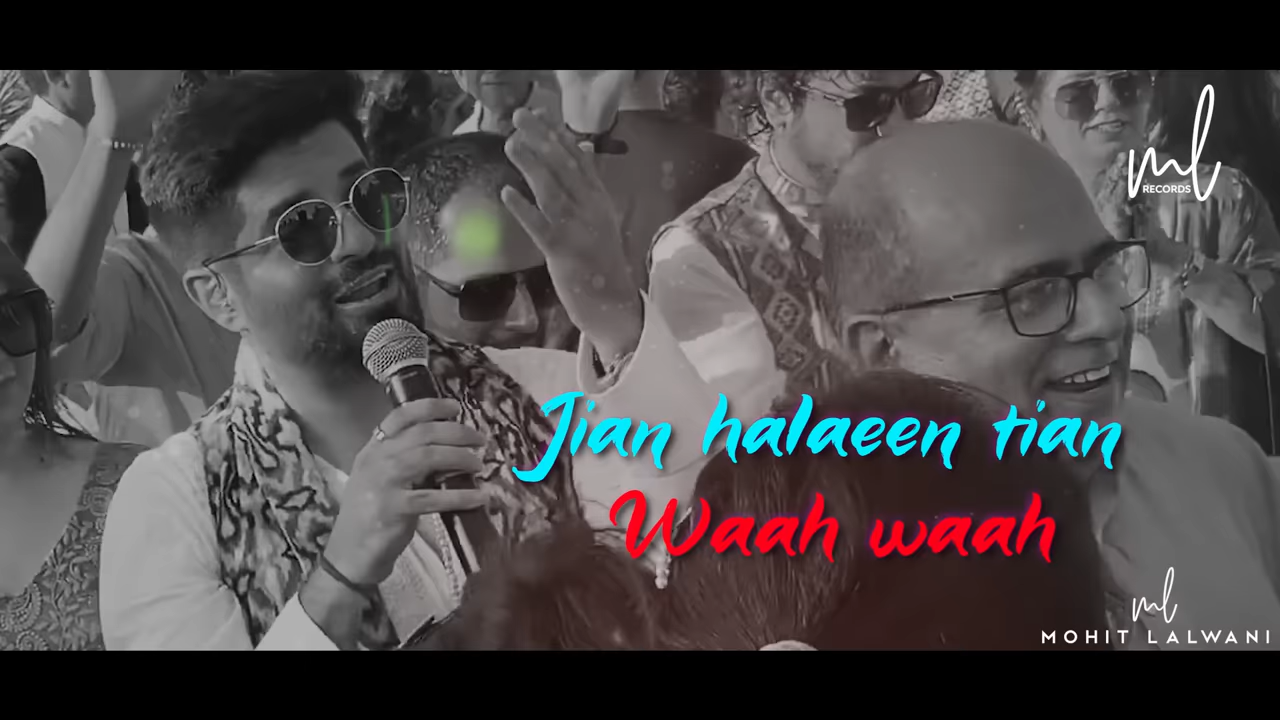 ml
RECORDS
Jian halaeen tian
Waah waah
ml
MOHIT LALWANI